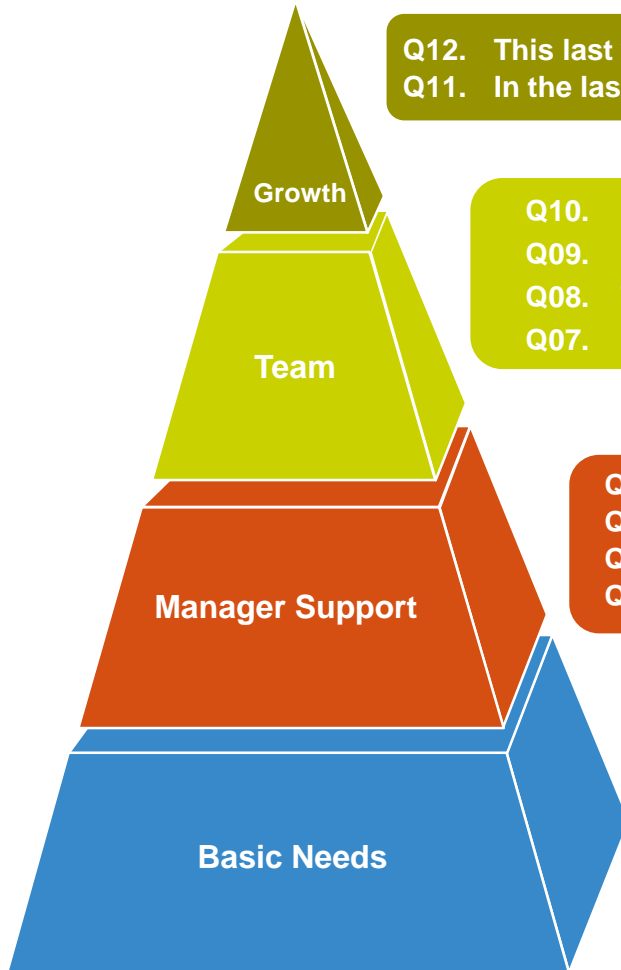 Q12. This last
Q11. In the las
Growth
Q10.
Q09.
Q08.
Q07.
Team
Q
Q
Q
Q
Manager Support
Basic Needs